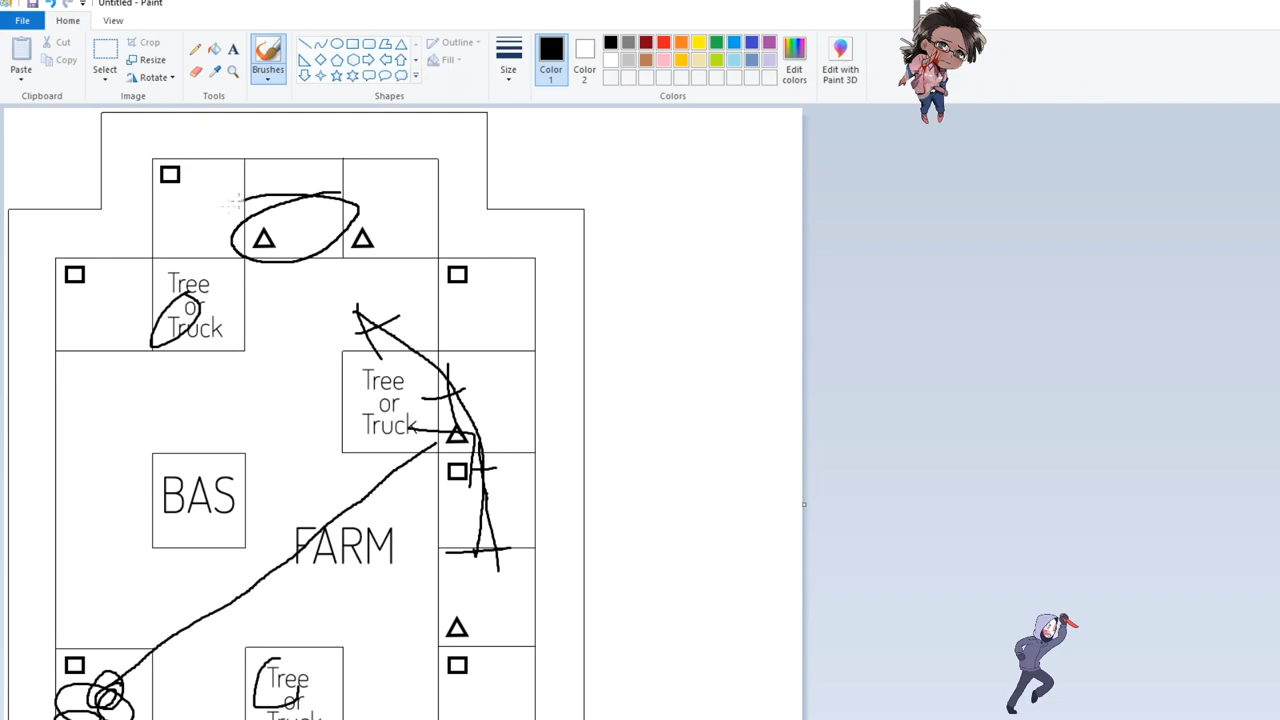 Untitled - Paint
File
Home
View
Paste
Cut
Copy
Clipboard
Select
Crop
Resize
Rotate
Image
A
Tools
Brushes
Outline
Fill
Shapes
Size
Color
1
Color
2
Edit
colors
Colors
Edit with
Paint 3D
Tree
or
Truck
Tree
or
Truck
BAS
FARM
Tree
or
Truck